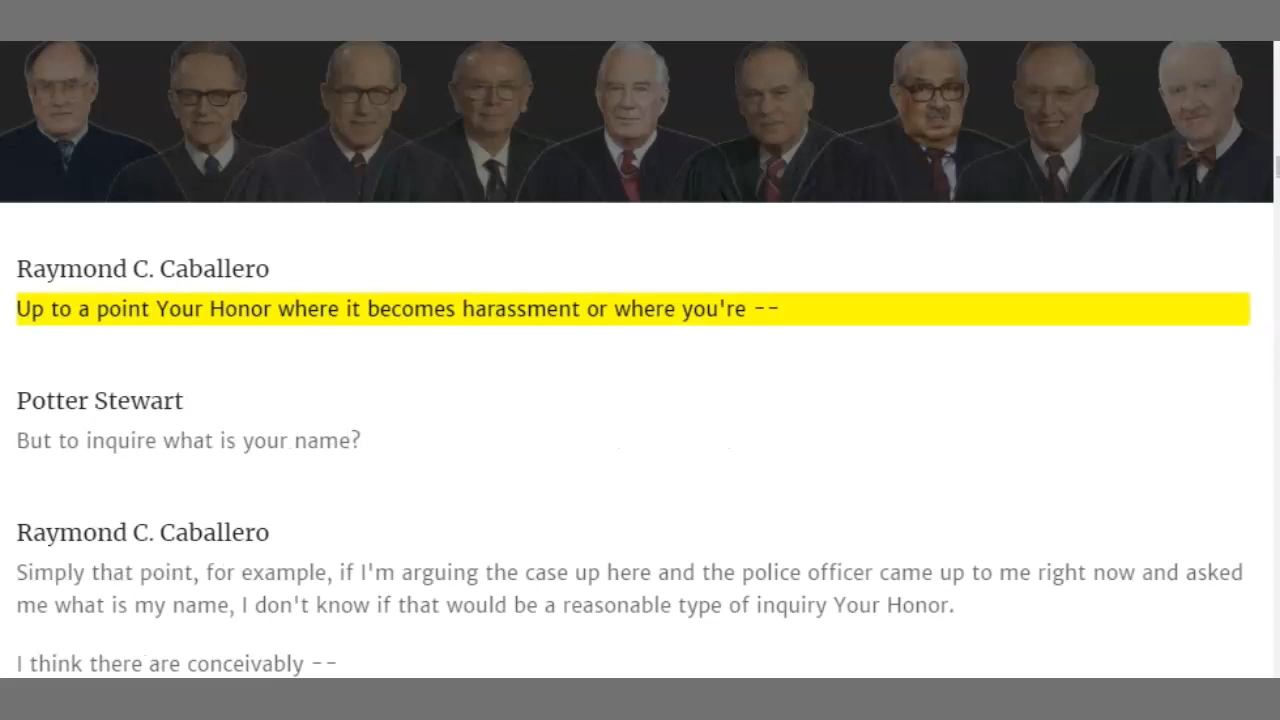 Raymond C. Caballero
Up to a point Your Honor where it becomes harassment or where you're --
Potter Stewart
But to inquire what is your name?
Raymond C. Caballero
Simply that point, for example, if I'm arguing the case up here and the police officer came up to me right now and asked
me what is my name, I don't know if that would be a reasonable type of inquiry Your Honor.
I think there are conceivably --